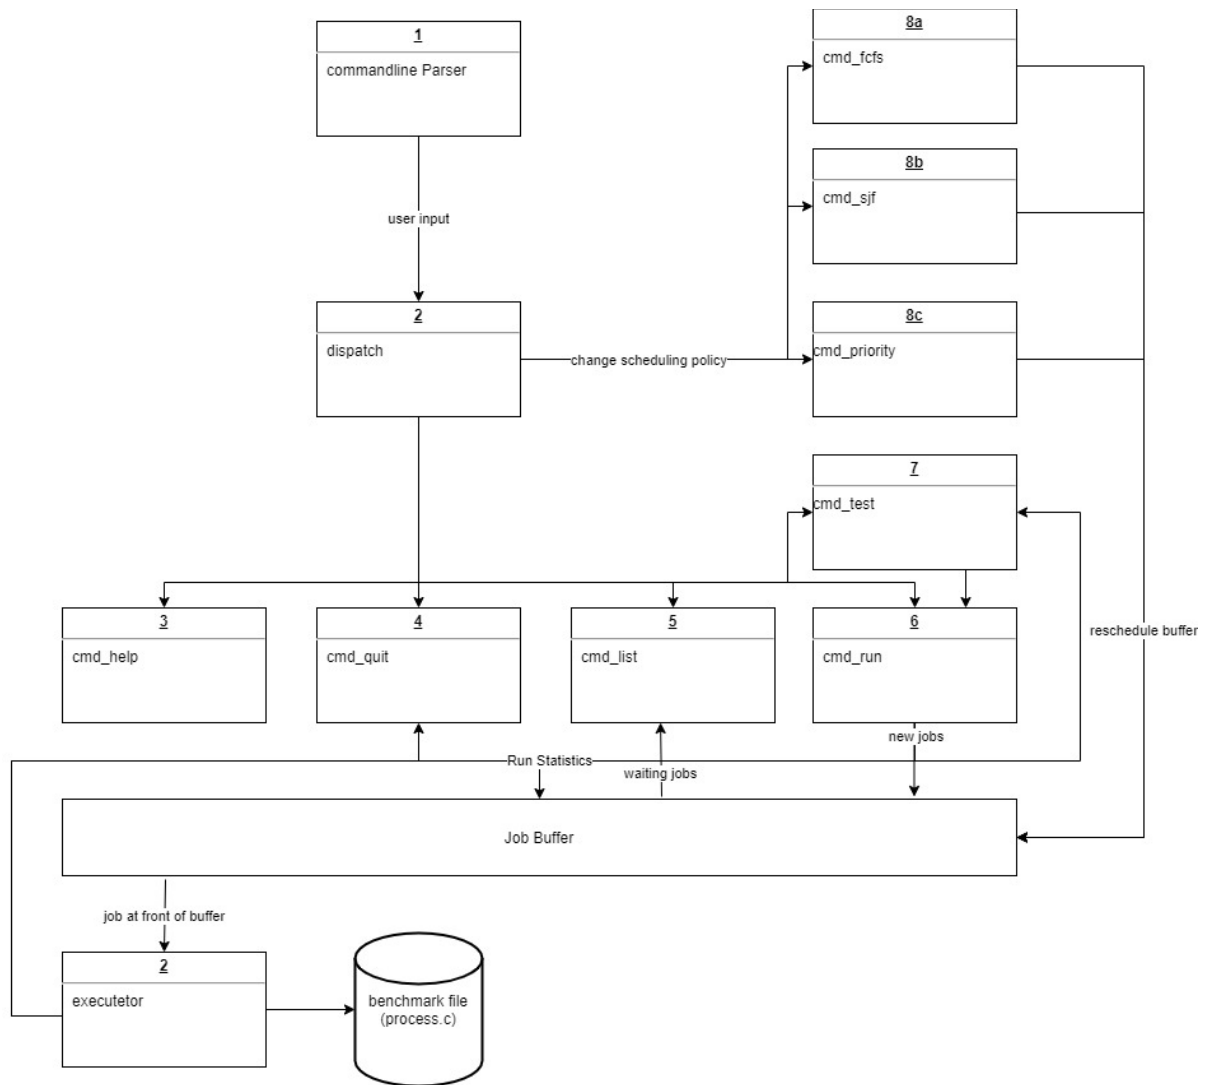 1
commandline Parser
8a
cmd_fcfs
8b
cmd_sjf
user input
2
dispatch
change scheduling policy
8c
cmd_priority
7
cmd_test
3
cmd_help
4
cmd_quit
5
cmd_list
6
cmd_run
reschedule buffer
new jobs
Run Statistics
waiting jobs
Job Buffer
job at front of buffer
2
executetor
benchmark file
(process.c)